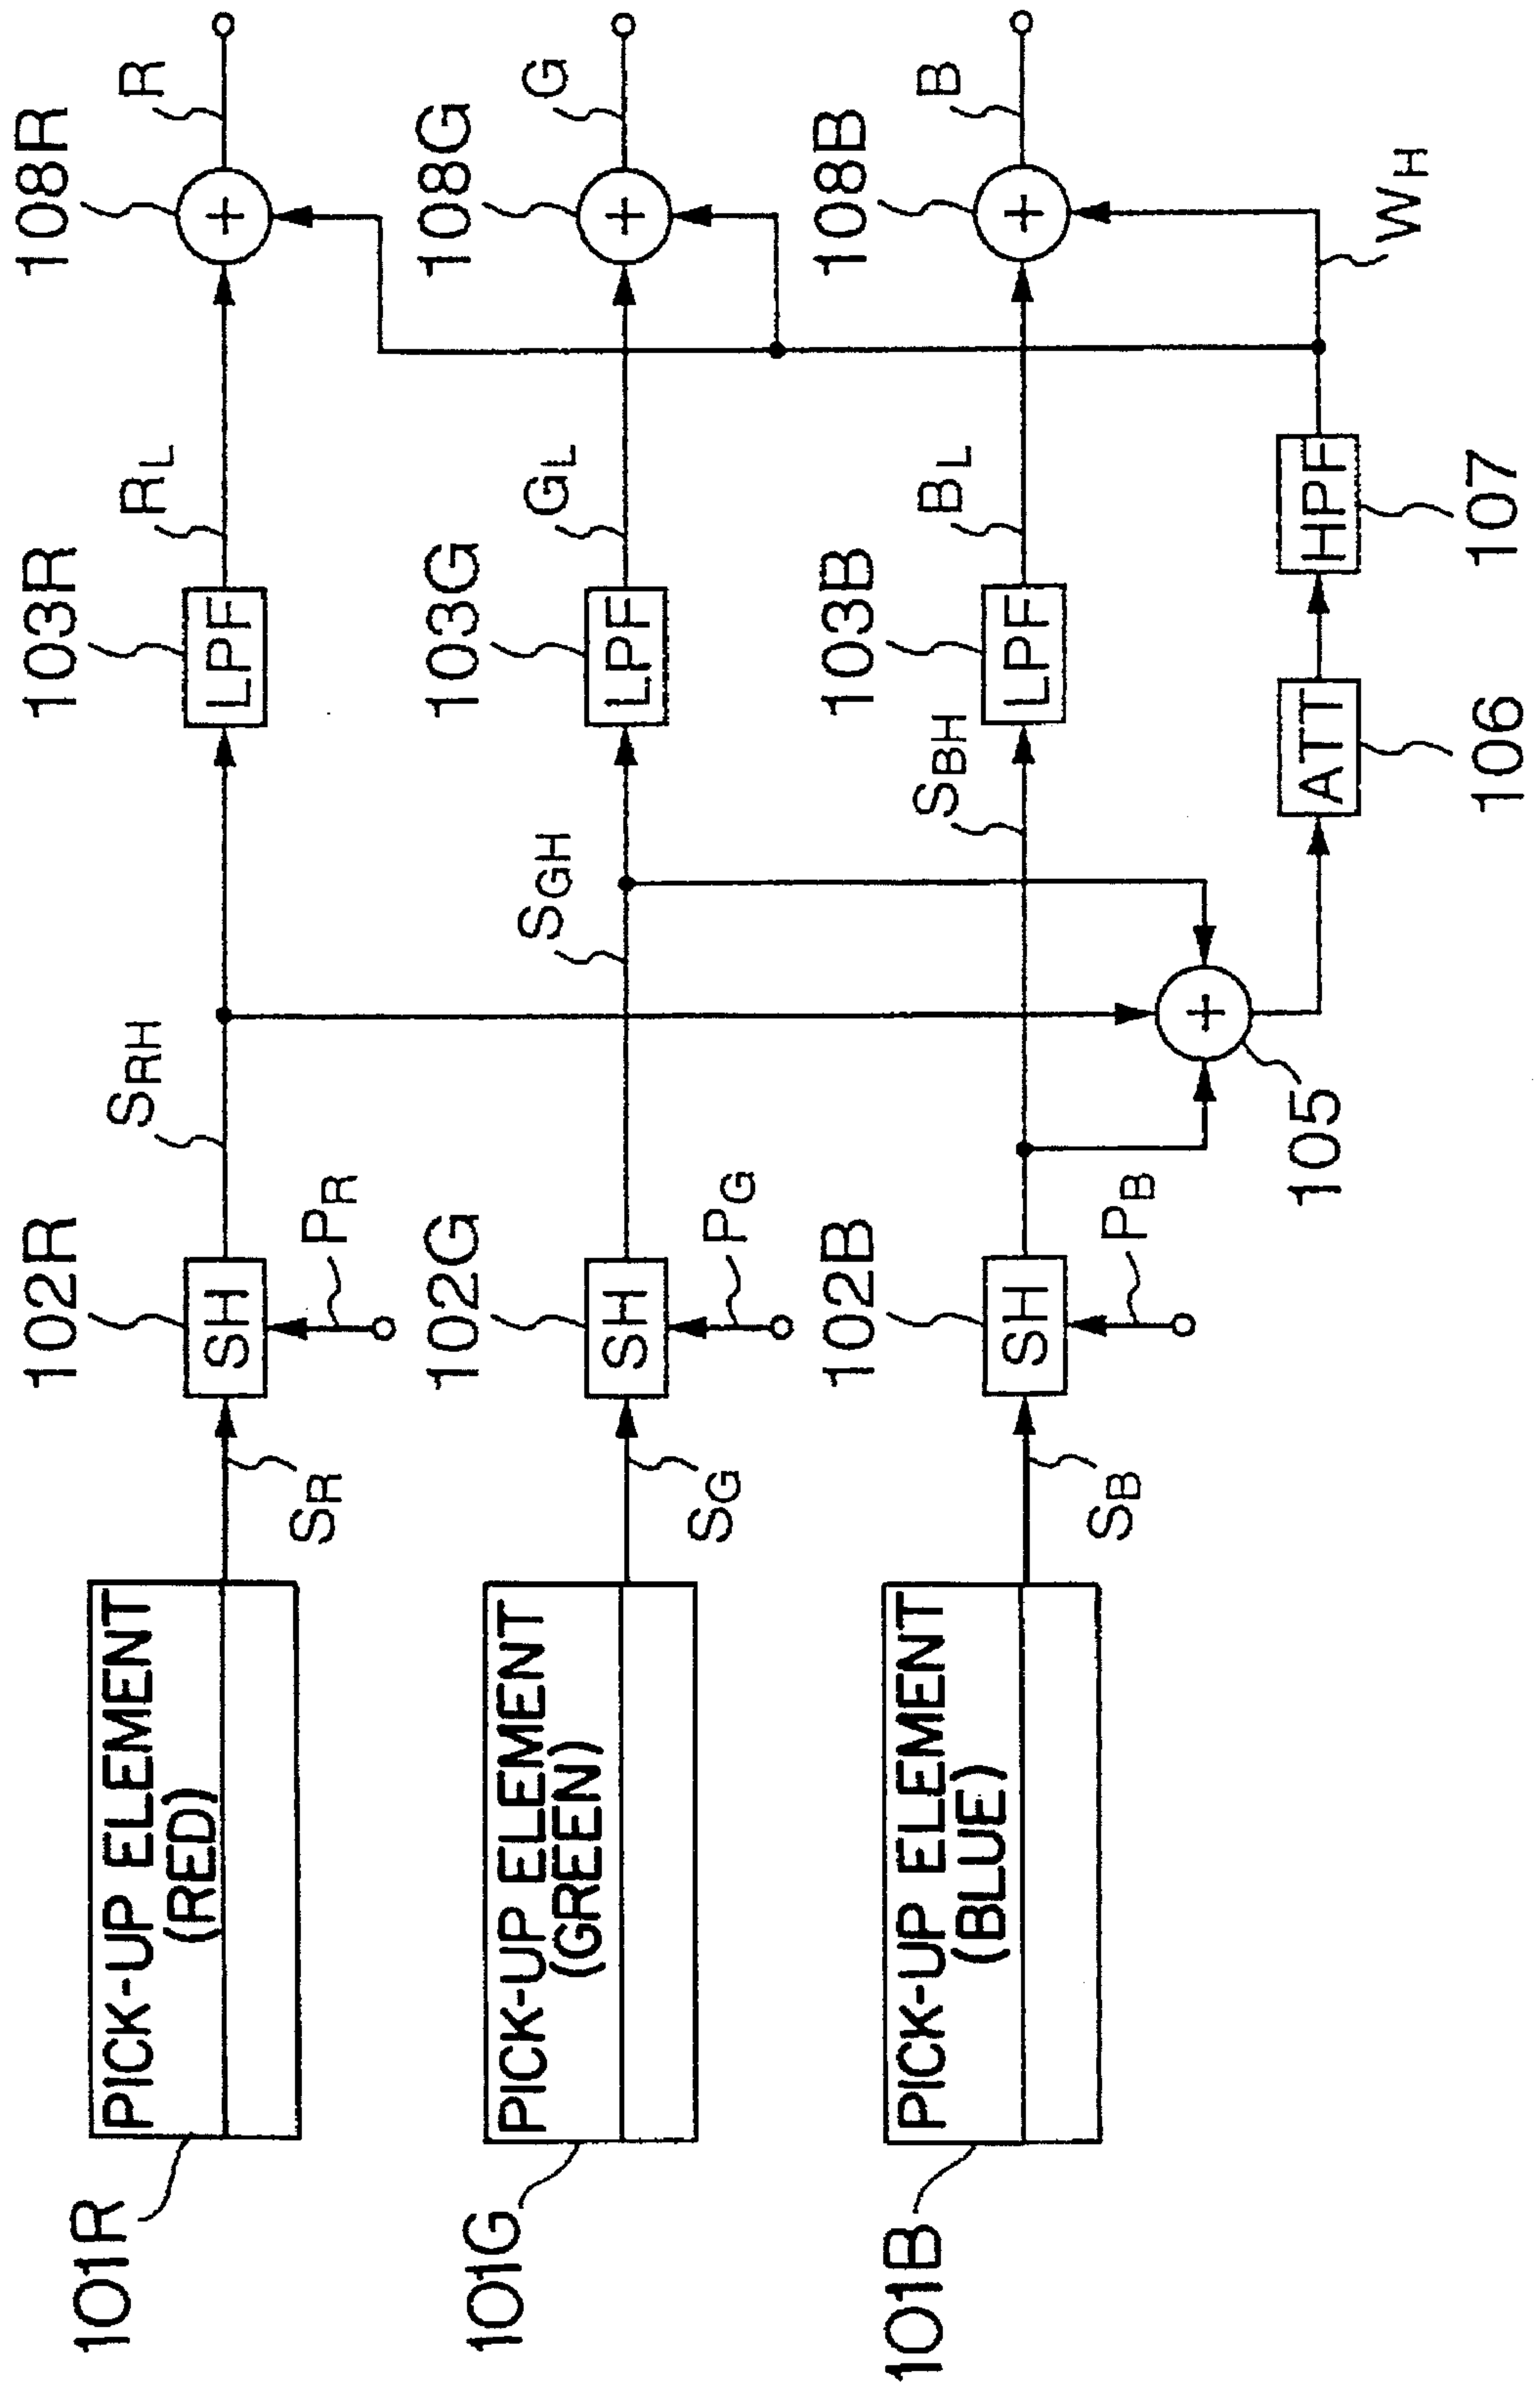 101R
PICK-UP ELEMENT
(RED)
SR
102R
SH
PR
SRH
103R
LPF
RL
108R
+
R
101G
PICK-UP ELEMENT
(GREEN)
SG
102G
SH
PG
SGH
103G
LPF
GL
108G
+
G
101B
PICK-UP ELEMENT
(BLUE)
SB
102B
SH
PB
SBH
103B
LPF
BL
108B
+
B
105
+
106
ATT
107
HPF
WH